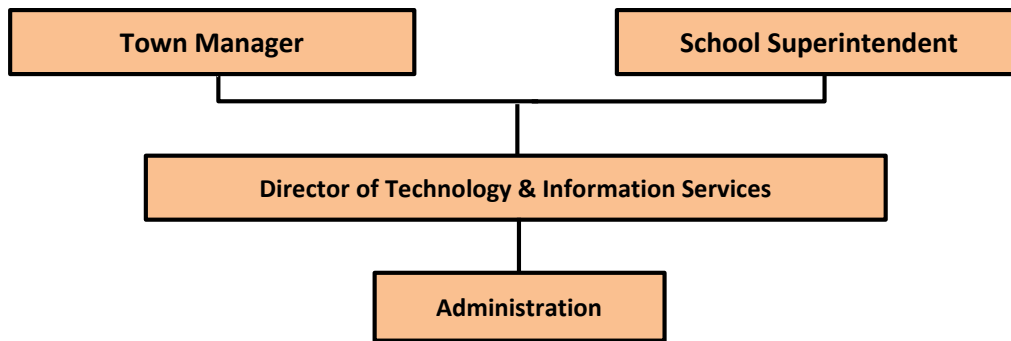 Town Manager
School Superintendent
Director of Technology & Information Services
Administration